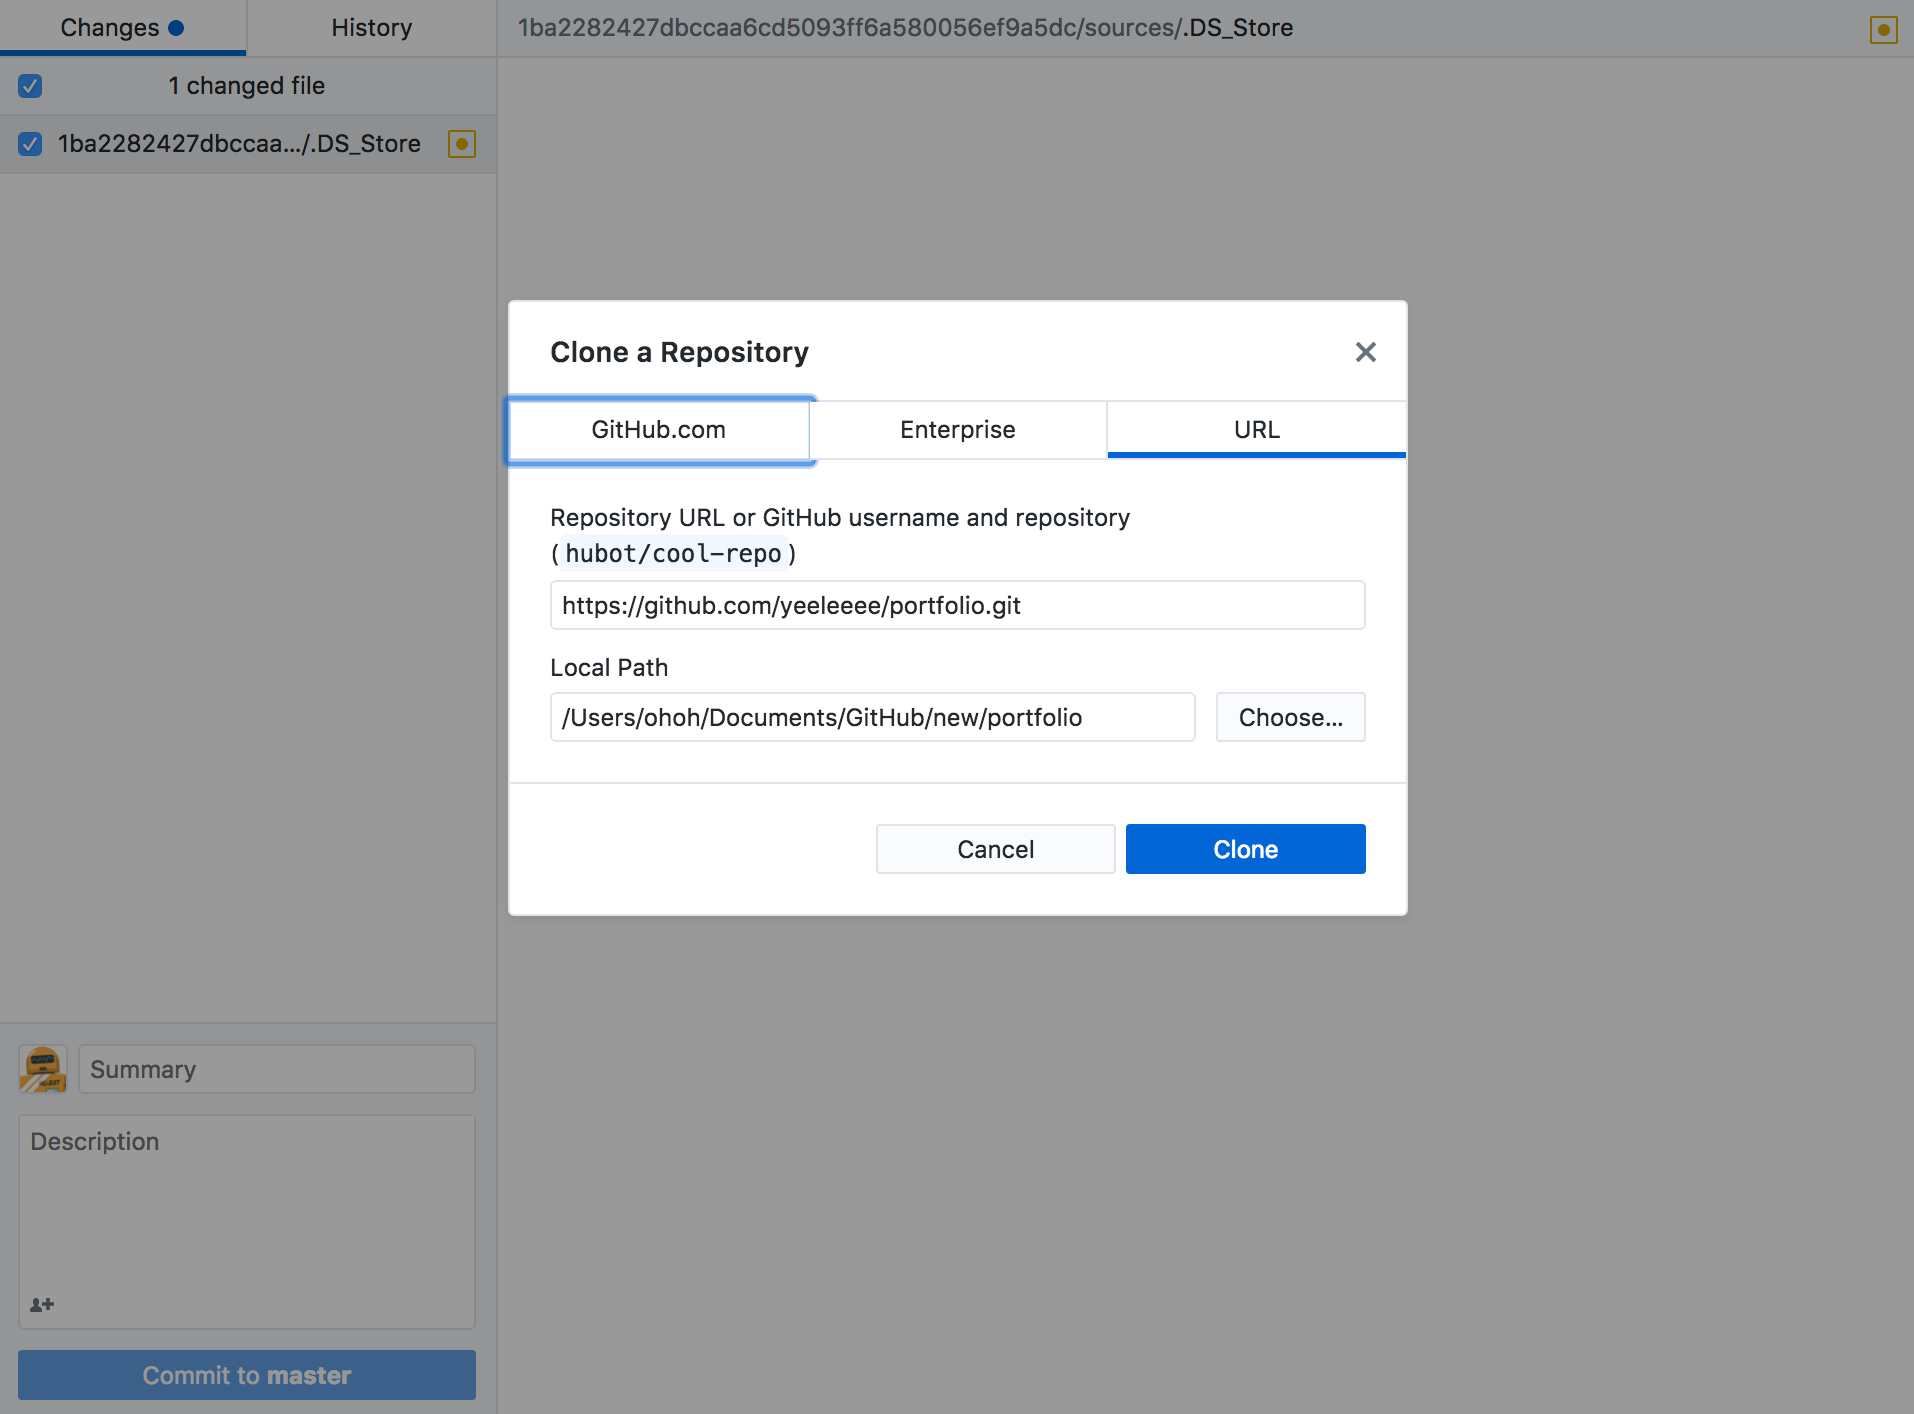 Changes
History
1ba2282427dbccaa6cd5093ff6a580056ef9a5dc/sources/.DS_Store
1 changed file
1ba2282427dbccaa.../.DS_Store
Clone a Repository
GitHub.com
Enterprise
URL
Repository URL or GitHub username and repository
(hubot/cool-repo)
https://github.com/yeeleeee/portfolio.git
Local Path
/Users/ohoh/Documents/GitHub/new/portfolio
Choose...
Cancel
Clone
Summary
Description
Commit to master